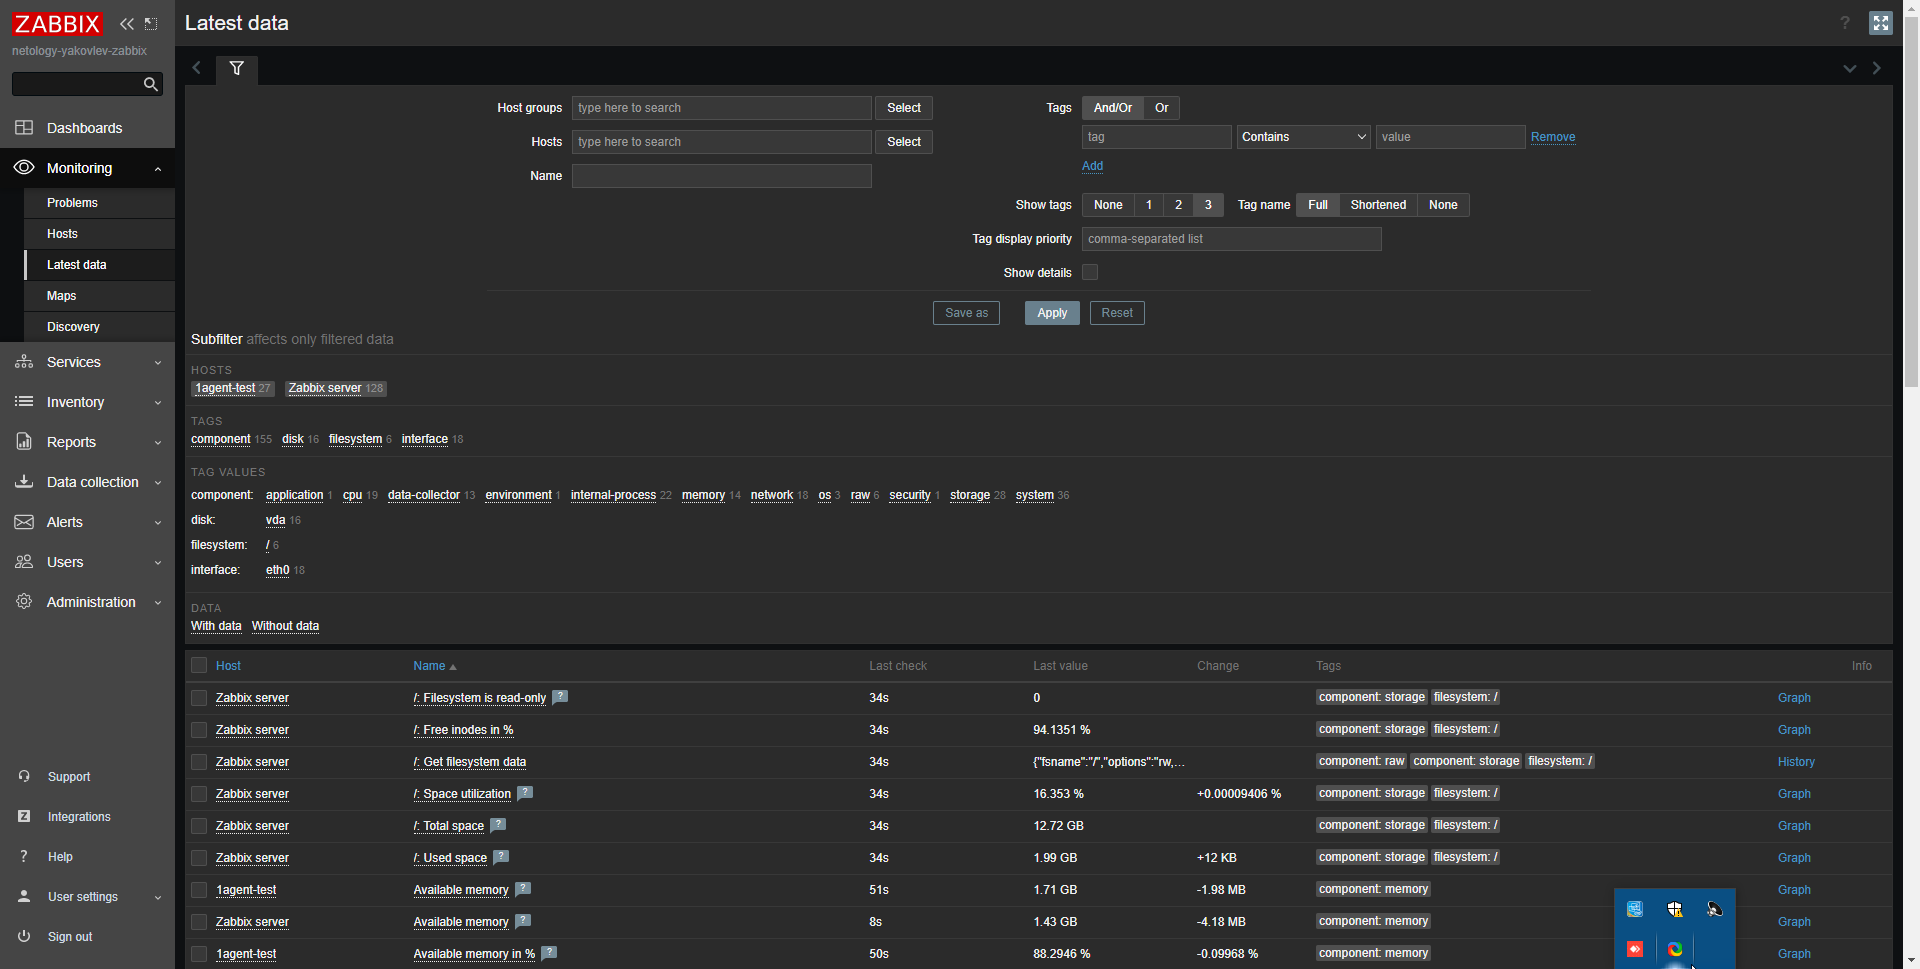 ZABBIX
netology-yakovlev-zabbix
Dashboards
Monitoring
Problems
Hosts
Latest data
Maps
Discovery
Services
Inventory
Reports
Data collection
Alerts
Users
Administration
Support
Z Integrations
? Help
User settings
Sign out
Latest data
?
Host groups type here to search Select
Hosts type here to search Select
Name
Tags And/Or Or
tag Contains value Remove
Add
Show tags None 1 2 3 Tag name Full Shortened None
Tag display priority comma-separated list
Show details
Save as Apply Reset
Subfilter affects only filtered data
HOSTS
1agent-test 27 Zabbix server 128
TAGS
component 155 disk 16 filesystem 6 interface 18
TAG VALUES
component: application 1 cpu 19 data-collector 13 environment 1 internal-process 22 memory 14 network 18 os 3 raw 6 security 1 storage 28 system 36
disk: vda 16
filesystem: / 6
interface: eth0 18
DATA
With data Without data
Host Name Last check Last value Change Tags Info
Zabbix server /: Filesystem is read-only ? 34s 0 component: storage filesystem: / Graph
Zabbix server /: Free inodes in % 34s 94.1351 % component: storage filesystem: / Graph
Zabbix server /: Get filesystem data 34s {"fsname":"/","options":"rw,... component: raw component: storage filesystem: / History
Zabbix server /: Space utilization ? 34s 16.353 % +0.00009406 % component: storage filesystem: / Graph
Zabbix server /: Total space ? 34s 12.72 GB component: storage filesystem: / Graph
Zabbix server /: Used space ? 34s 1.99 GB +12 KB component: storage filesystem: / Graph
1agent-test Available memory ? 51s 1.71 GB -1.98 MB component: memory Graph
Zabbix server Available memory ? 8s 1.43 GB -4.18 MB component: memory Graph
1agent-test Available memory in % ? 50s 88.2946 % -0.09968 % component: memory Graph